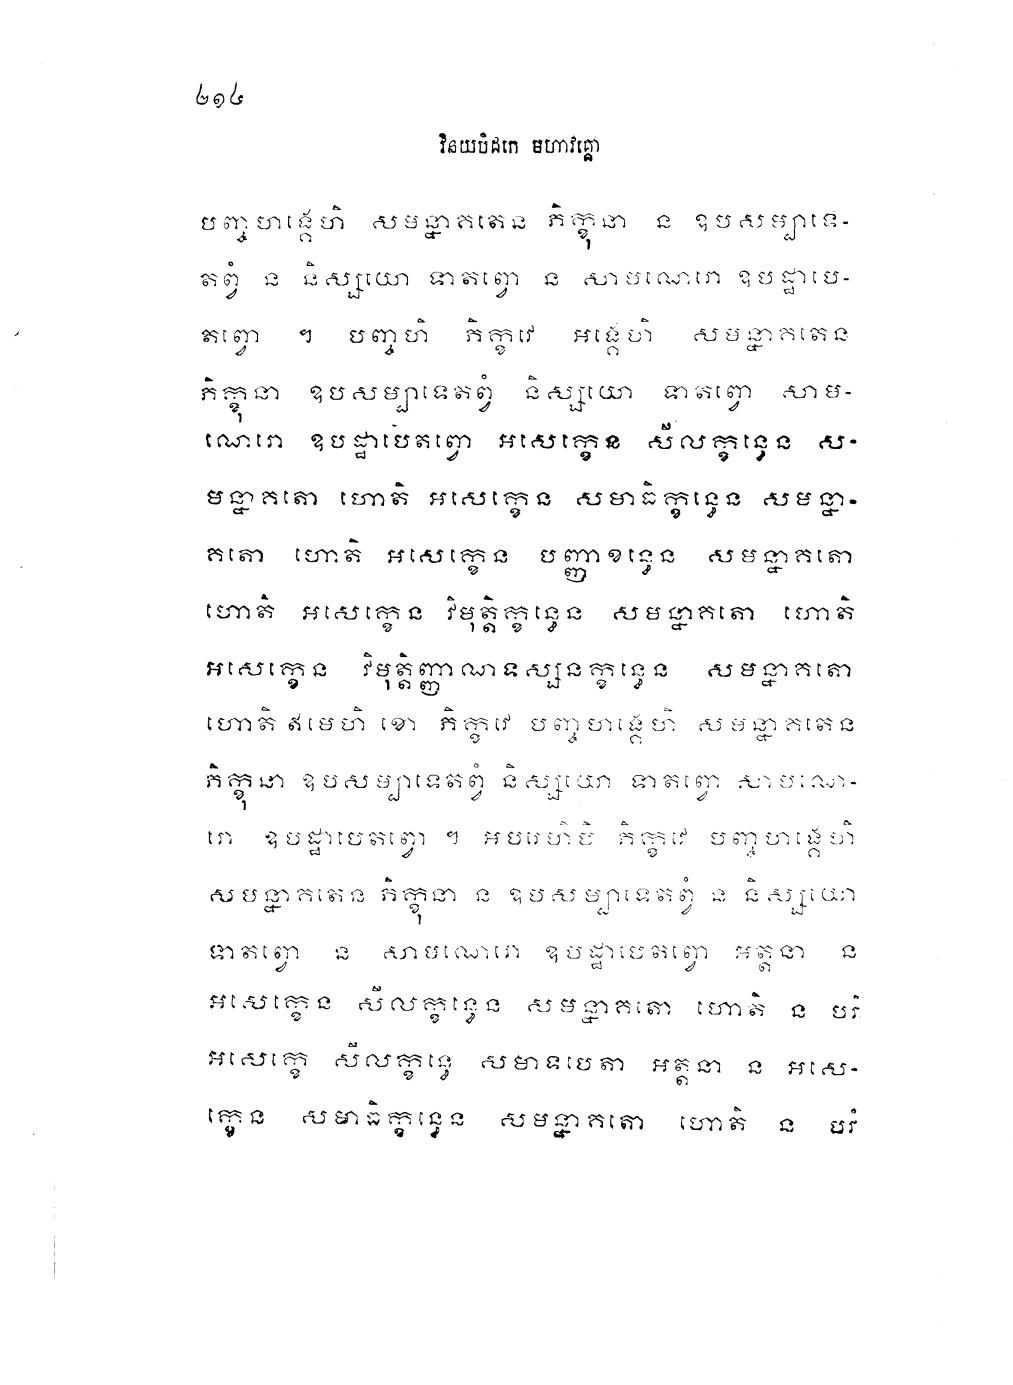 ២១៤
វិនយបិដកេ មហាវគ្គោ
បញ្ចហង្គេហិ សមន្នាគតេន ភិក្ខុនា ន ឧបសម្បាទេ-
តព្វំ ន និស្សយោ ទាតព្វោ ន សាមណេរោ ឧបដ្ឋាបេ-
តព្វោ ។ បញ្ចហិ ភិក្ខវេ អង្គេហិ សមន្នាគតេន
ភិក្ខុនា ឧបសម្បាទេតព្វំ និស្សយោ ទាតព្វោ សាម-
ណេរោ ឧបដ្ឋាបេតព្វោ អសេក្ខេន សីលក្ខន្ធេន ស-
មន្នាគតោ ហោតិ អសេក្ខេន សមាធិក្ខន្ធេន សមន្នា-
គតោ ហោតិ អសេក្ខេន បញ្ញាខន្ធេន សមន្នាគតោ
ហោតិ អសេក្ខេន វិមុត្តិក្ខន្ធេន សមន្នាគតោ ហោតិ
អសេក្ខេន វិមុត្តិញ្ញាណទស្សនក្ខន្ធេន សមន្នាគតោ
ហោតិ ឥមេហិ ខោ ភិក្ខវេ បញ្ចហង្គេហិ សមន្នាគតេន
ភិក្ខុនា ឧបសម្បាទេតព្វំ និស្សយោ ទាតព្វោ សាមណេ-
រោ ឧបដ្ឋាបេតព្វោ ។ អបរេហិបិ ភិក្ខវេ បញ្ចហង្គេហិ
សមន្នាគតេន ភិក្ខុនា ន ឧបសម្បាទេតព្វំ ន និស្សយោ
ទាតព្វោ ន សាមណេរោ ឧបដ្ឋាបេតព្វោ អត្តនា ន
អសេក្ខេន សីលក្ខន្ធេន សមន្នាគតោ ហោតិ ន បរំ
អសេក្ខេ សីលក្ខន្ធេ សមាទបេតា អត្តនា ន អសេ-
ក្ខេន សមាធិក្ខន្ធេន សមន្នាគតោ ហោតិ ន បរំ